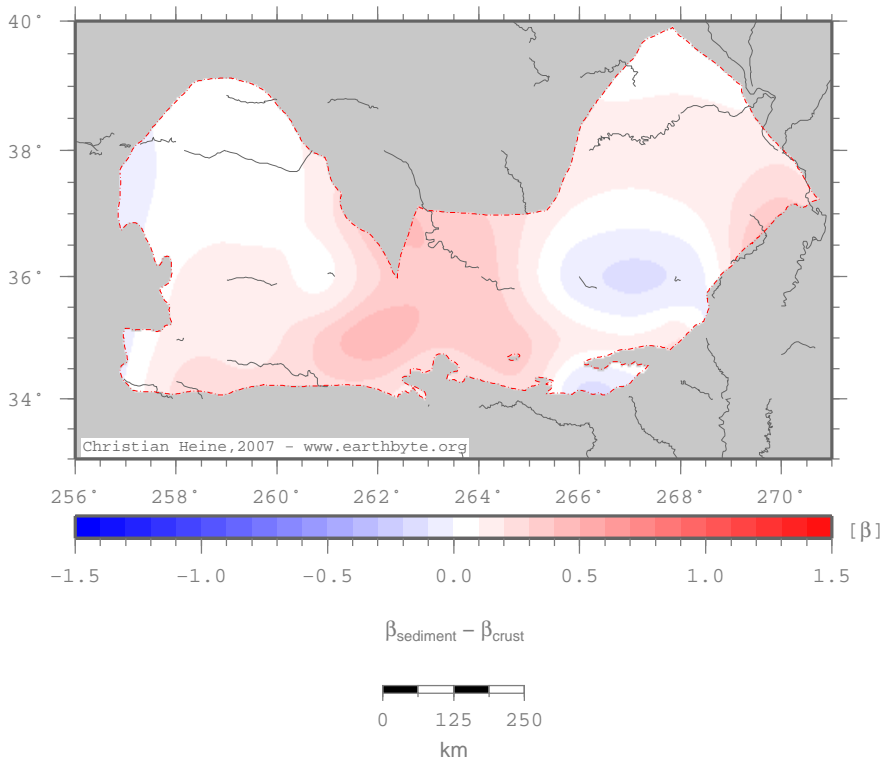 40˚
38˚
36˚
34˚
Christian Heine,2007 - www.earthbyte.org
256˚ 258˚ 260˚ 262˚ 264˚ 266˚ 268˚ 270˚
[β]
−1.5 −1.0 −0.5 0.0 0.5 1.0 1.5
βsediment − βcrust
0 125 250
km